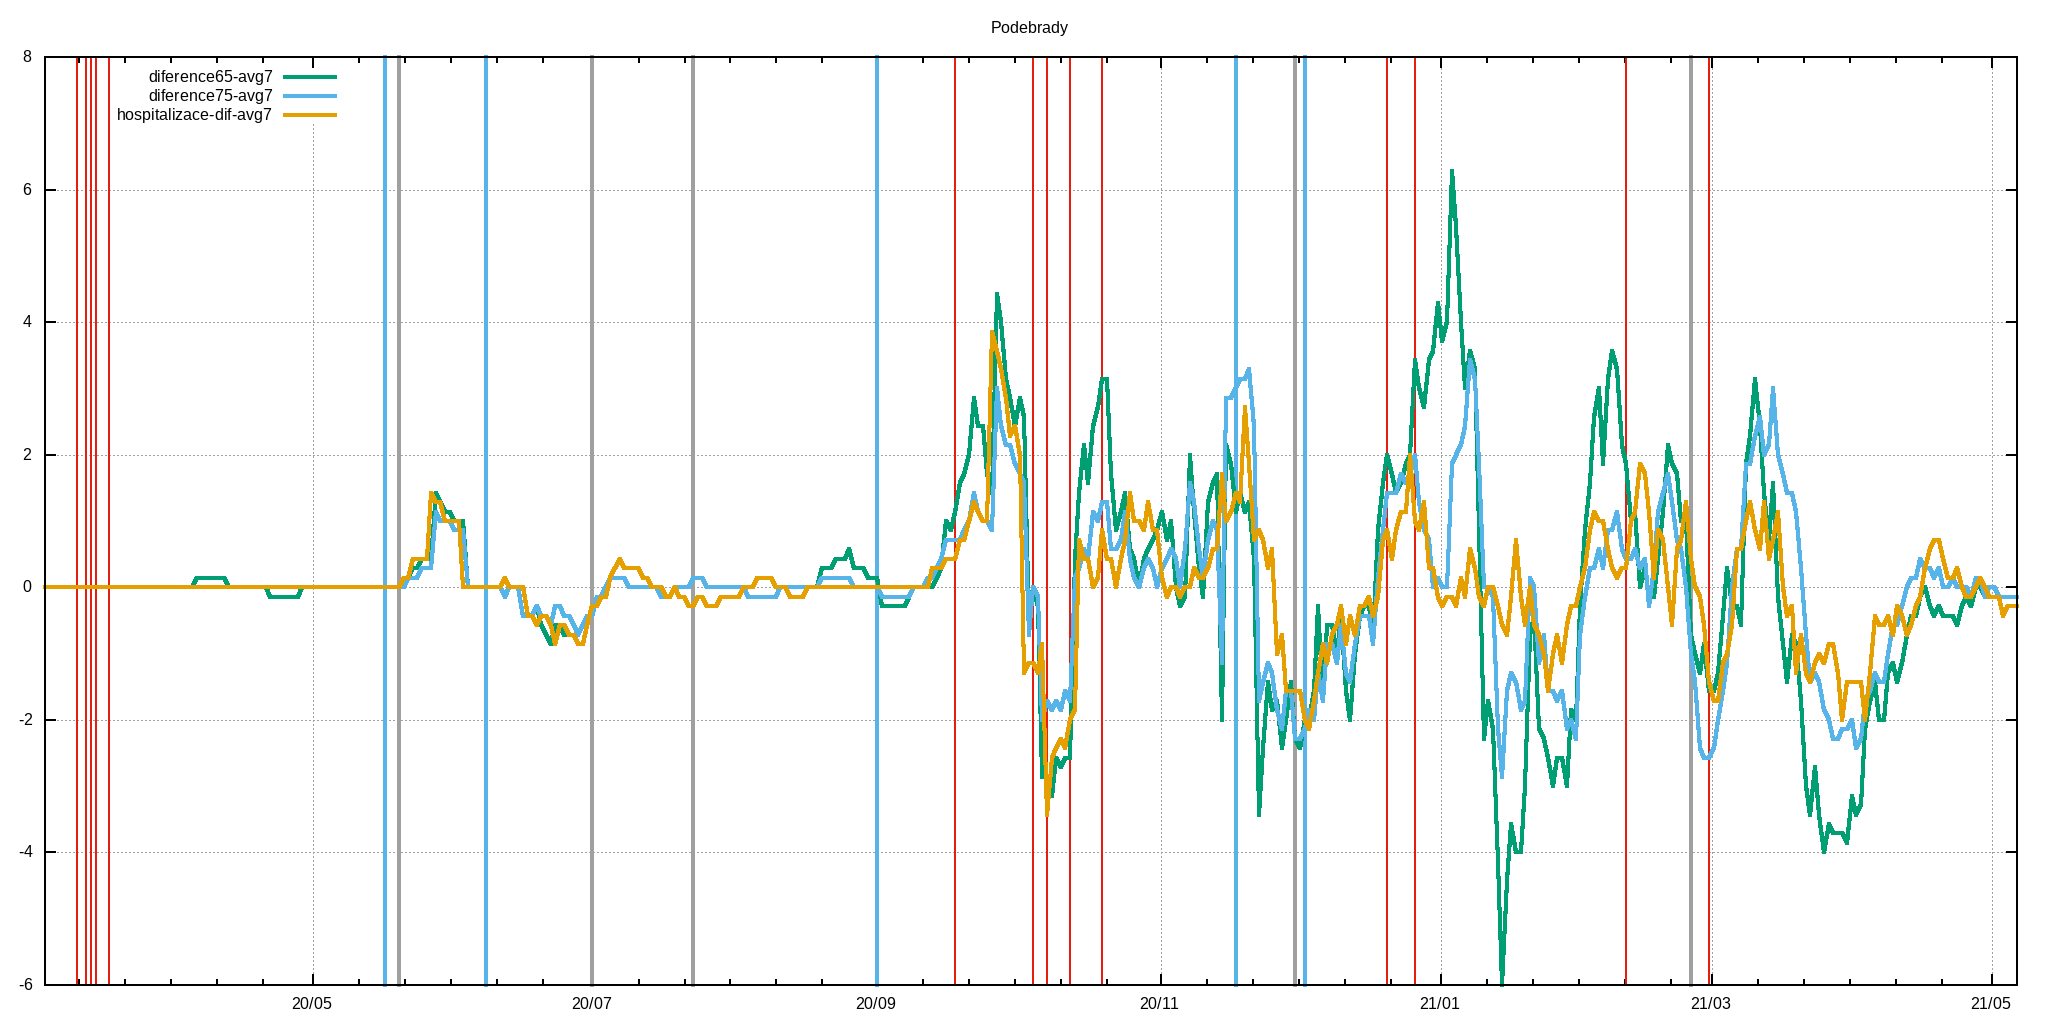 Podebrady
8
diference65-avg7
diference75-avg7
hospitalizace-dif-avg7
6
4
2
0
-2
-4
-6
20/05 20/07 20/09 20/11 21/01 21/03 21/05